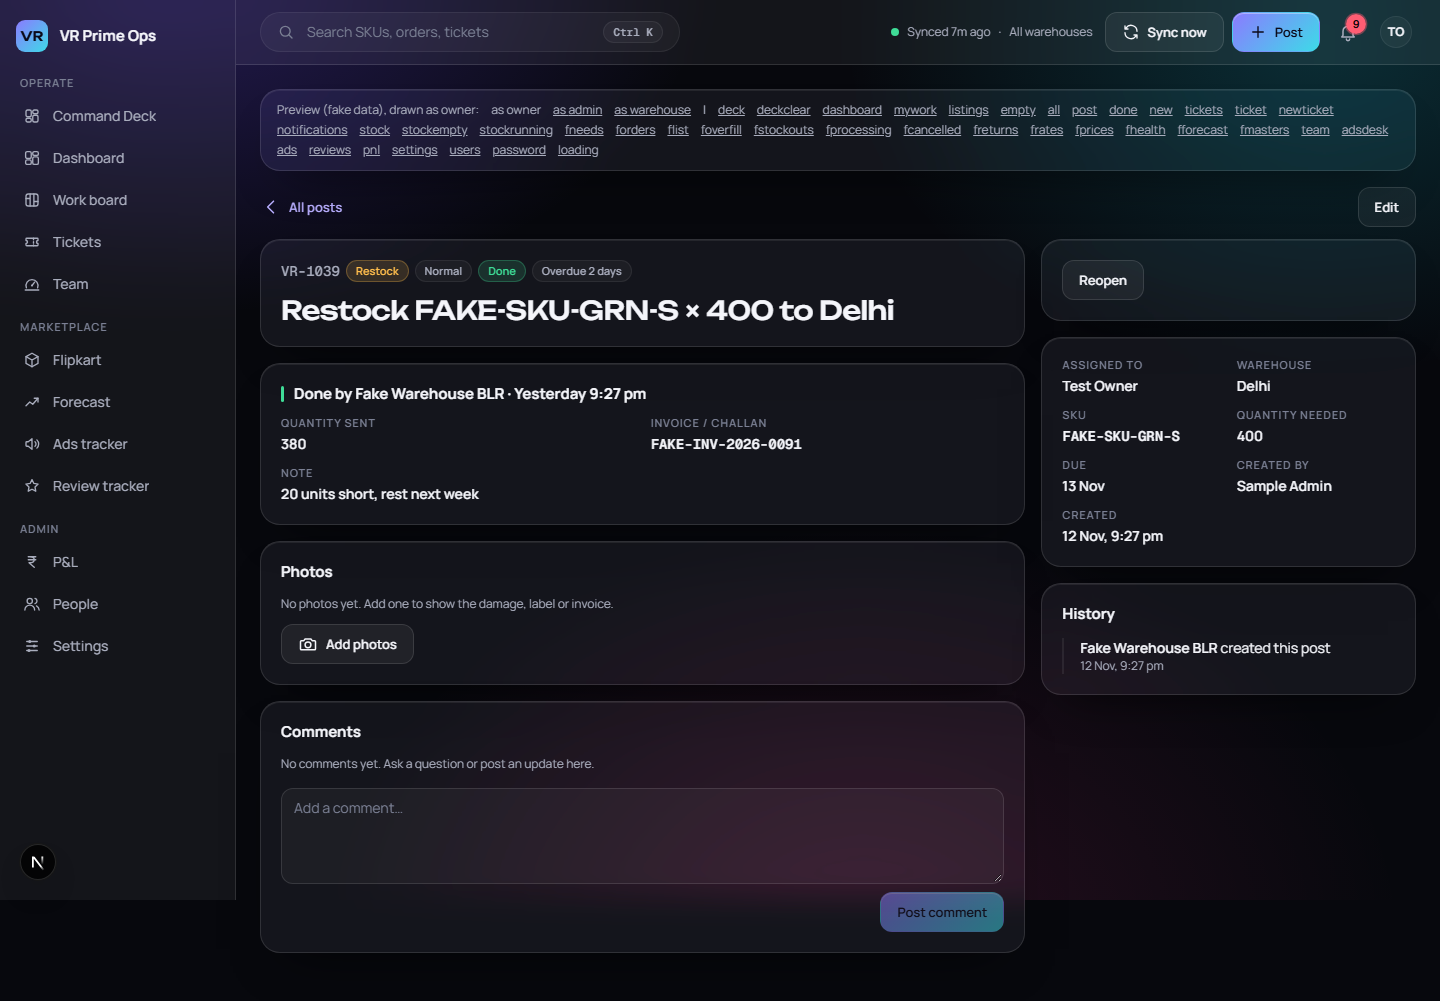 VR VR Prime Ops
Search SKUs, orders, tickets Ctrl K
Synced 7m ago · All warehouses
Sync now
+ Post
9
TO
OPERATE
Command Deck
Dashboard
Work board
Tickets
Team
MARKETPLACE
Flipkart
Forecast
Ads tracker
Review tracker
ADMIN
₹ P&L
People
Settings
N
Preview (fake data), drawn as owner: as owner as admin as warehouse | deck deckclear dashboard mywork listings empty all post done new tickets ticket newticket
notifications stock stockempty stockrunning fneeds forders flist foverfill fstockouts fprocessing fcancelled freturns frates fprices fhealth fforecast fmasters team adsdesk
ads reviews pnl settings users password loading
All posts
Edit
VR-1039 Restock Normal Done Overdue 2 days
Restock FAKE-SKU-GRN-S × 400 to Delhi
Done by Fake Warehouse BLR · Yesterday 9:27 pm
QUANTITY SENT INVOICE / CHALLAN
380 FAKE-INV-2026-0091
NOTE
20 units short, rest next week
Photos
No photos yet. Add one to show the damage, label or invoice.
Add photos
Comments
No comments yet. Ask a question or post an update here.
Add a comment...
Post comment
Reopen
ASSIGNED TO WAREHOUSE
Test Owner Delhi
SKU QUANTITY NEEDED
FAKE-SKU-GRN-S 400
DUE CREATED BY
13 Nov Sample Admin
CREATED
12 Nov, 9:27 pm
History
Fake Warehouse BLR created this post
12 Nov, 9:27 pm